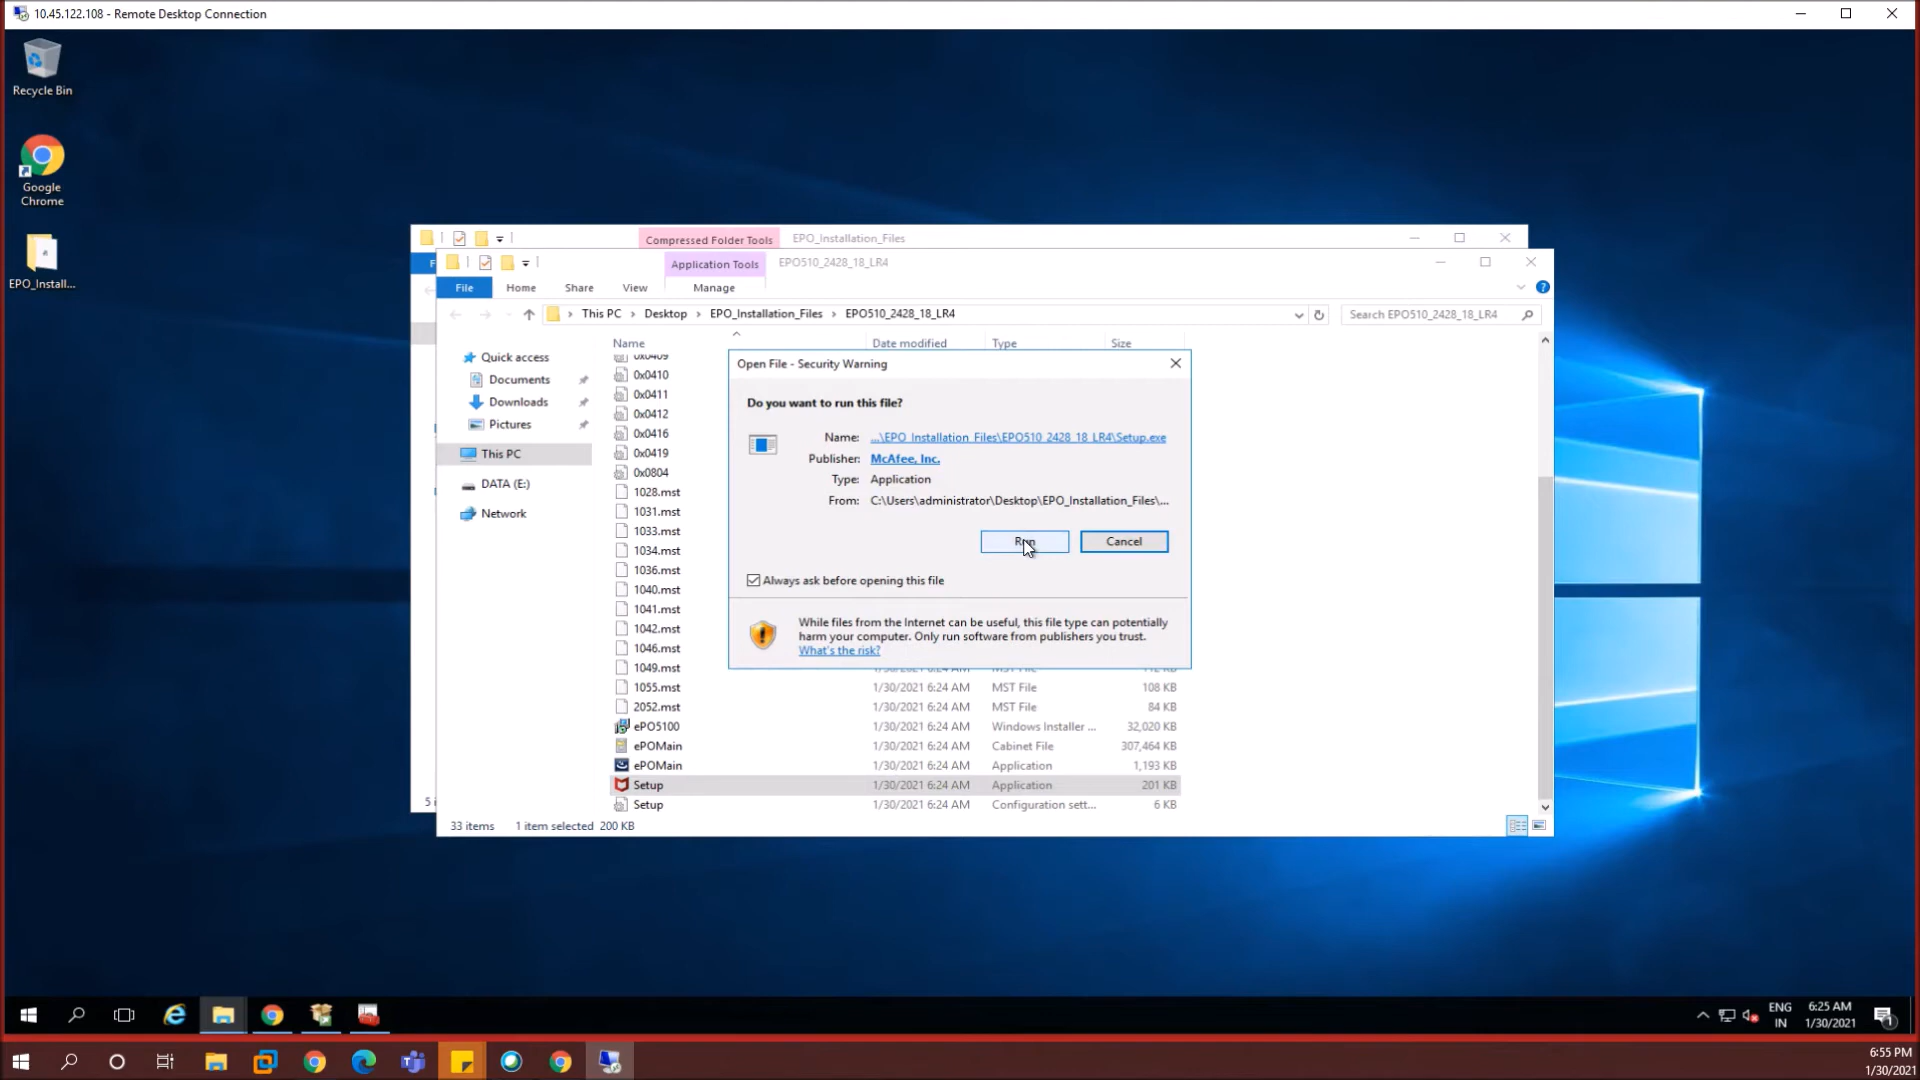 10.45.122.108 - Remote Desktop Connection
Recycle Bin
Google
Chrome
EPO_Install...
Compressed Folder Tools
EPO_Installation_Files
Application Tools
EPO510_2428_18_LR4
File
Home
Share
View
Manage
This PC
Desktop
EPO_Installation_Files
EPO510_2428_18_LR4
Search EPO510_2428_18_LR4
Quick access
Documents
Downloads
Pictures
This PC
DATA (E:)
Network
Name
Date modified
Type
Size
0x0409
0x0410
0x0411
0x0412
0x0416
0x0419
0x0804
1028.mst
1031.mst
1033.mst
1034.mst
1036.mst
1040.mst
1041.mst
1042.mst
1046.mst
1049.mst
1055.mst 1/30/2021 6:24 AM MST File 108 KB
2052.mst 1/30/2021 6:24 AM MST File 84 KB
ePO5100 1/30/2021 6:24 AM Windows Installer ... 32,020 KB
ePOMain 1/30/2021 6:24 AM Cabinet File 307,464 KB
ePOMain 1/30/2021 6:24 AM Application 1,193 KB
Setup 1/30/2021 6:24 AM Application 201 KB
Setup 1/30/2021 6:24 AM Configuration sett... 6 KB
33 items 1 item selected 200 KB
5 i
Open File - Security Warning
Do you want to run this file?
Name: ...\EPO_Installation_Files\EPO510_2428_18_LR4\Setup.exe
Publisher: McAfee, Inc.
Type: Application
From: C:\Users\administrator\Desktop\EPO_Installation_Files\...
Run
Cancel
Always ask before opening this file
While files from the Internet can be useful, this file type can potentially
harm your computer. Only run software from publishers you trust.
What's the risk?
ENG
IN
6:25 AM
1/30/2021
1
6:55 PM
1/30/2021